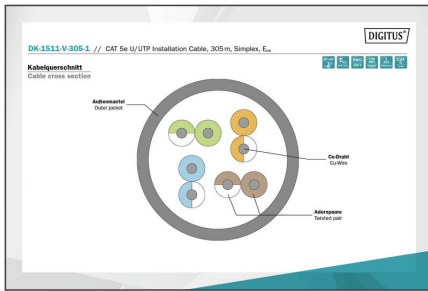 DIGITUS
DK-1511-V-305-1 // CAT 5e U/UTP Installation Cable, 305 m, Simplex, Eca
Kabelquerschnitt
Cable cross section
Außenmantel
Outer jacket
Cu-Draht
Cu-Wire
Adernpaare
Twisted pair